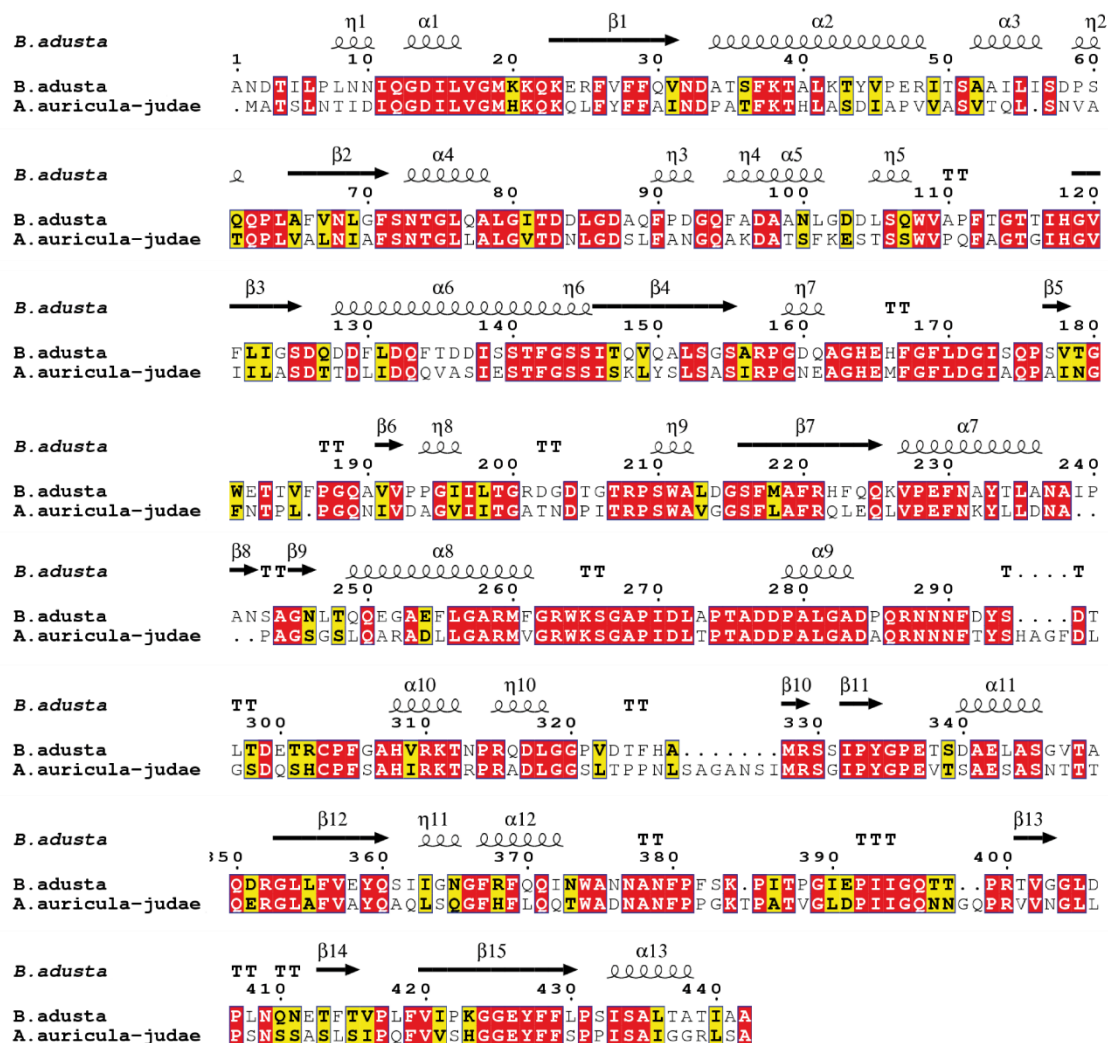 η1 α1 β1 α2 α3 η2
B.adusta
1 10 20 30 40 50 60
B.adusta ANDTILPLNNIQGDILVGMKKQKERFVFFQVNDATSFKTALKTYVPERITSAAILISDPS
A.auricula-judae .MATSLNTIDIQGDILVGMHKQKQLFYFFAINDPATFKTHLASDIAPVVASVTQL.SNVA
β2 α4 η3 η4 α5 η5
B.adusta TT
70 80 90 100 110 120
B.adusta QQPLAFVNLGFSNTGLQALGITDDLGDAQFPDGQFADAANLGDDLSQWVAPFTGTTIHGV
A.auricula-judae TQPLVALNIAFSNTGLLALGVTDNLGDSLFANGQAKDATSFKESTSSWVPQFAGTGIHGV
β3 α6 η6 β4 η7 β5
B.adusta TT
130 140 150 160 170 180
B.adusta FLIGSDQDDFLDQFTDDISSTFGSSITQVQALSGSARPGDQAGHEHFGFLDGISQPSVTG
A.auricula-judae IILASDTTDLIDQQVASIESTFGSSISKLYSLSASIRPGNEAGHEMFGFLDGIAQPAING
β6 η8 η9 β7 α7
B.adusta TT TT
190 200 210 220 230 240
B.adusta WETTVFPGQAVVPPGIILTGRDGDTGTRPSWALDGSFMAFRHFQQKVPEFNAYTLANAIP
A.auricula-judae FNTPL.PGQNIVDAGVIITGATNDPITRPSWAVGGSFLAFRQLEQLVPEFNKYLLDNA..
β8 β9 α8 α9
B.adusta TT TT T....T
250 260 270 280 290
B.adusta ANSAGNLTQQEGAEFLGARMFGRWKSGAPIDLAPTADDPALGADPQRNNNFDYS....DT
A.auricula-judae ..PAGSGSLQARADLLGARMVGRWKSGAPIDLTPTADDPALGADAQRNNNFTYSHAGFDL
α10 η10 β10 β11 α11
B.adusta TT TT
300 310 320 330 340
B.adusta LTDETRCPFGAHVRKTNPRQDLGGPVDTFHA.......MRSSIPYGPETSDAELASGVTA
A.auricula-judae GSDQSHCPFSAHIRKTRPRADLGGSLTPPNLSAGANSIMRSGIPYGPEVTSAESASNTTT
β12 η11 α12 β13
B.adusta TT TTT
350 360 370 380 390 400
B.adusta QDRGLLFVEYQSIIGNGFRFQQINWANNANFPFSK.PITPGIEPIIGQTT..PRTVGGLD
A.auricula-judae QERGLAFVAYQAQLSQGFHFLQQTWADNANFPPGKTPATVGLDPIIGQNNGQPRVVNGLL
β14 β15 α13
B.adusta TT TT
410 420 430 440
B.adusta PLNQNETFTVPLFVIPKGGEYFFLPSISALTATIAA
A.auricula-judae PSNSSASLSIPQFVVSHGGEYFFSPPISAIGGRLSA